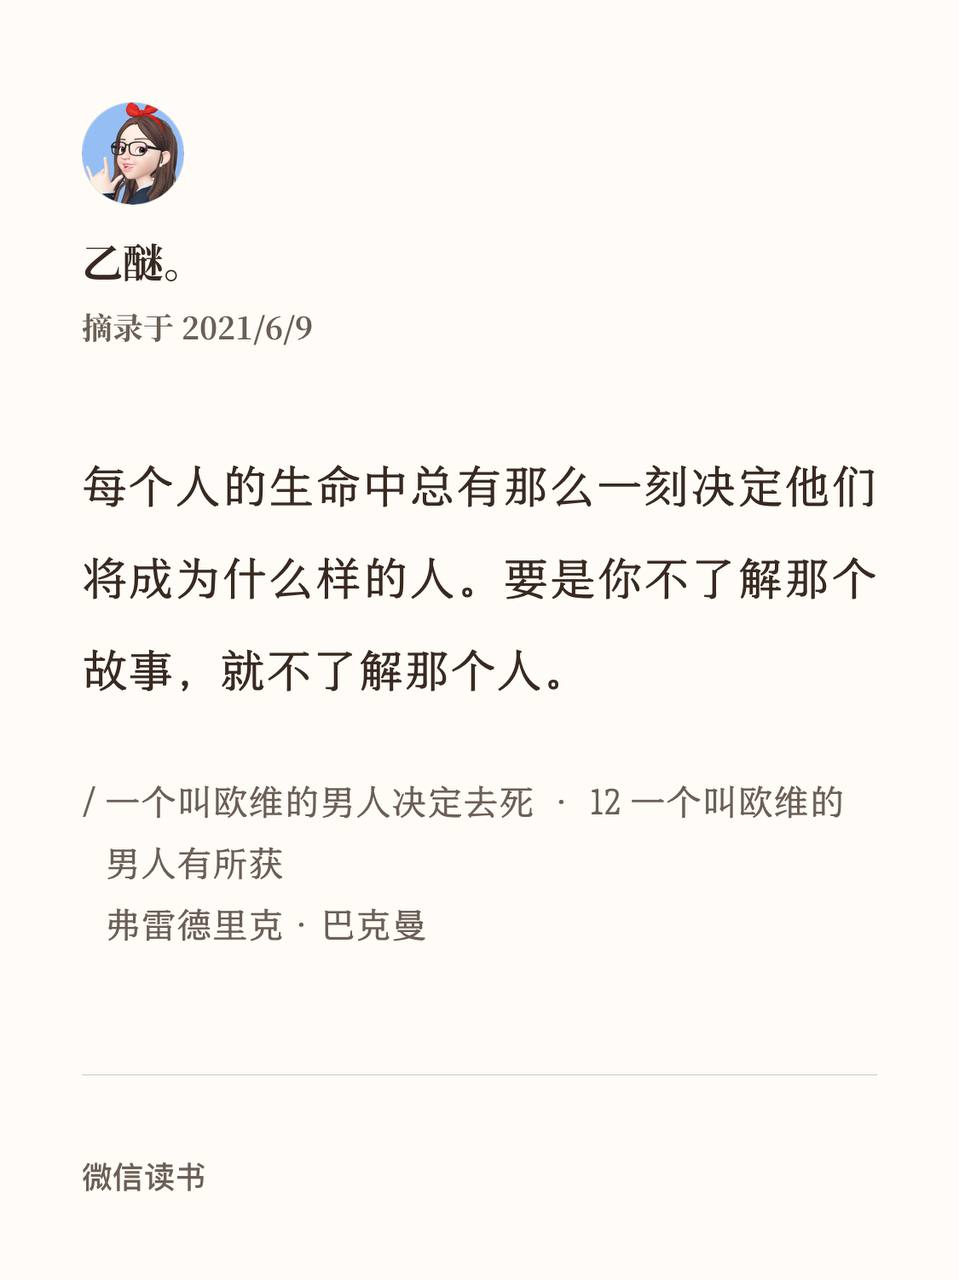 乙醚。
摘录于 2021/6/9
每个人的生命中总有那么一刻决定他们
将成为什么样的人。要是你不了解那个
故事，就不了解那个人。
/ 一个叫欧维的男人决定去死 · 12 一个叫欧维的
男人有所获
弗雷德里克 · 巴克曼
微信读书